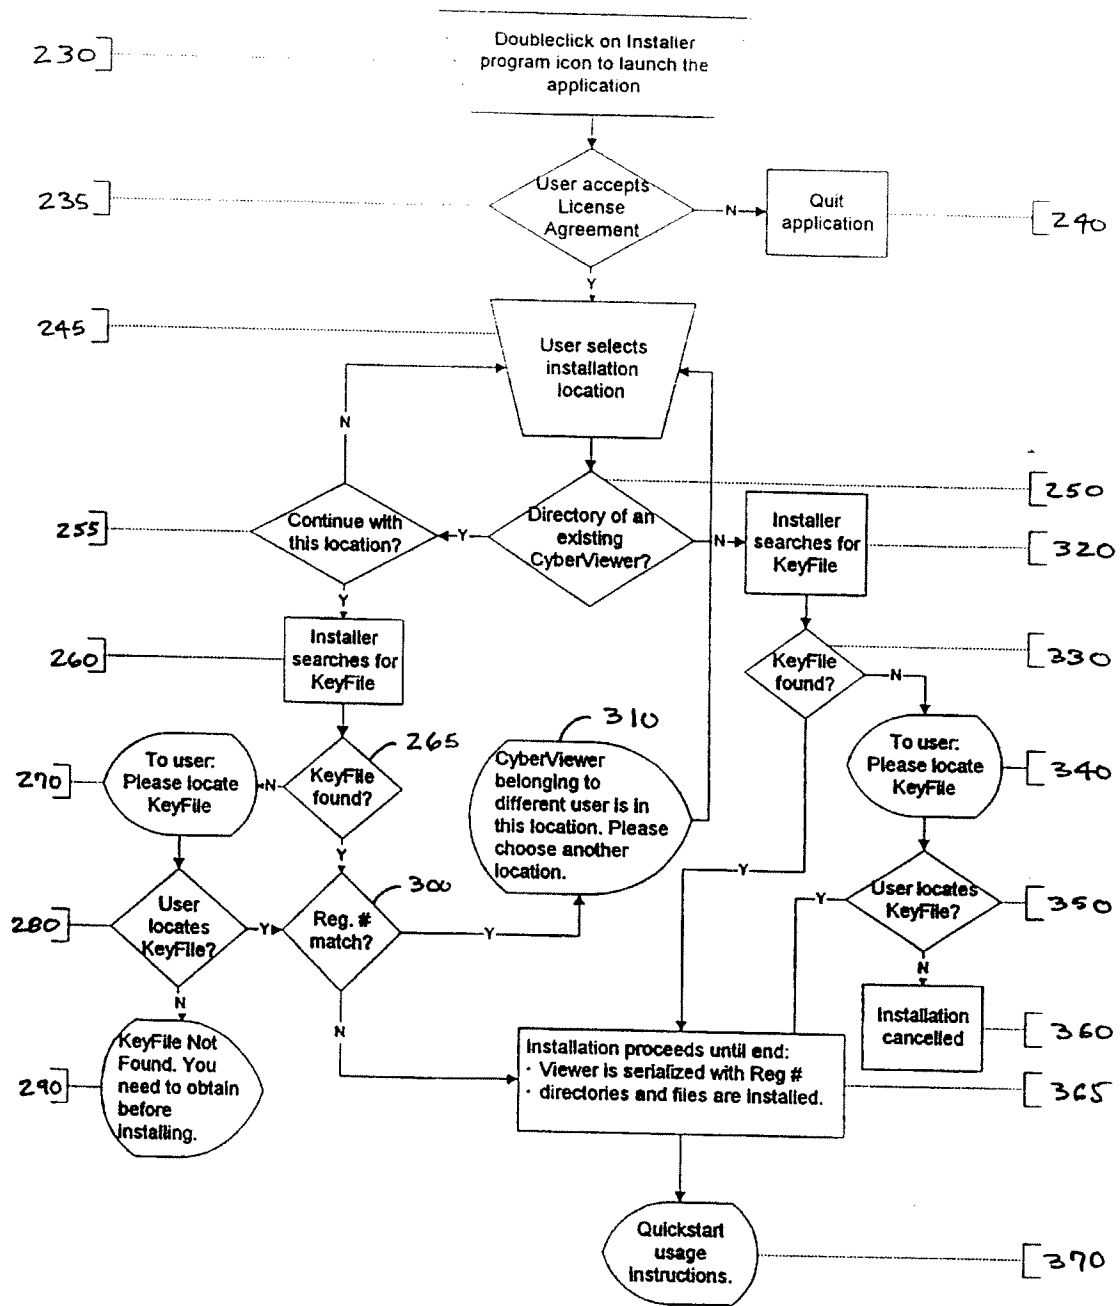 230
Doubleclick on Installer
program icon to launch the
application
235
User accepts
License
Agreement
N
Quit
application
240
Y
245
User selects
installation
location
N
250
255
Continue with
this location?
Y
Directory of an
existing
CyberViewer?
N
Installer
searches for
KeyFile
320
Y
260
Installer
searches for
KeyFile
KeyFile
found?
330
N
310
265
270
To user:
Please locate
KeyFile
N
KeyFile
found?
CyberViewer
belonging to
different user is in
this location. Please
choose another
location.
To user:
Please locate
KeyFile
340
Y
Y
300
280
User
locates
KeyFile?
Y
Reg. #
match?
Y
Y
User locates
KeyFile?
350
N
N
N
290
KeyFile Not
Found. You
need to obtain
before
installing.
Installation
cancelled
360
Installation proceeds until end:
· Viewer is serialized with Reg #
· directories and files are installed.
365
Quickstart
usage
instructions.
370